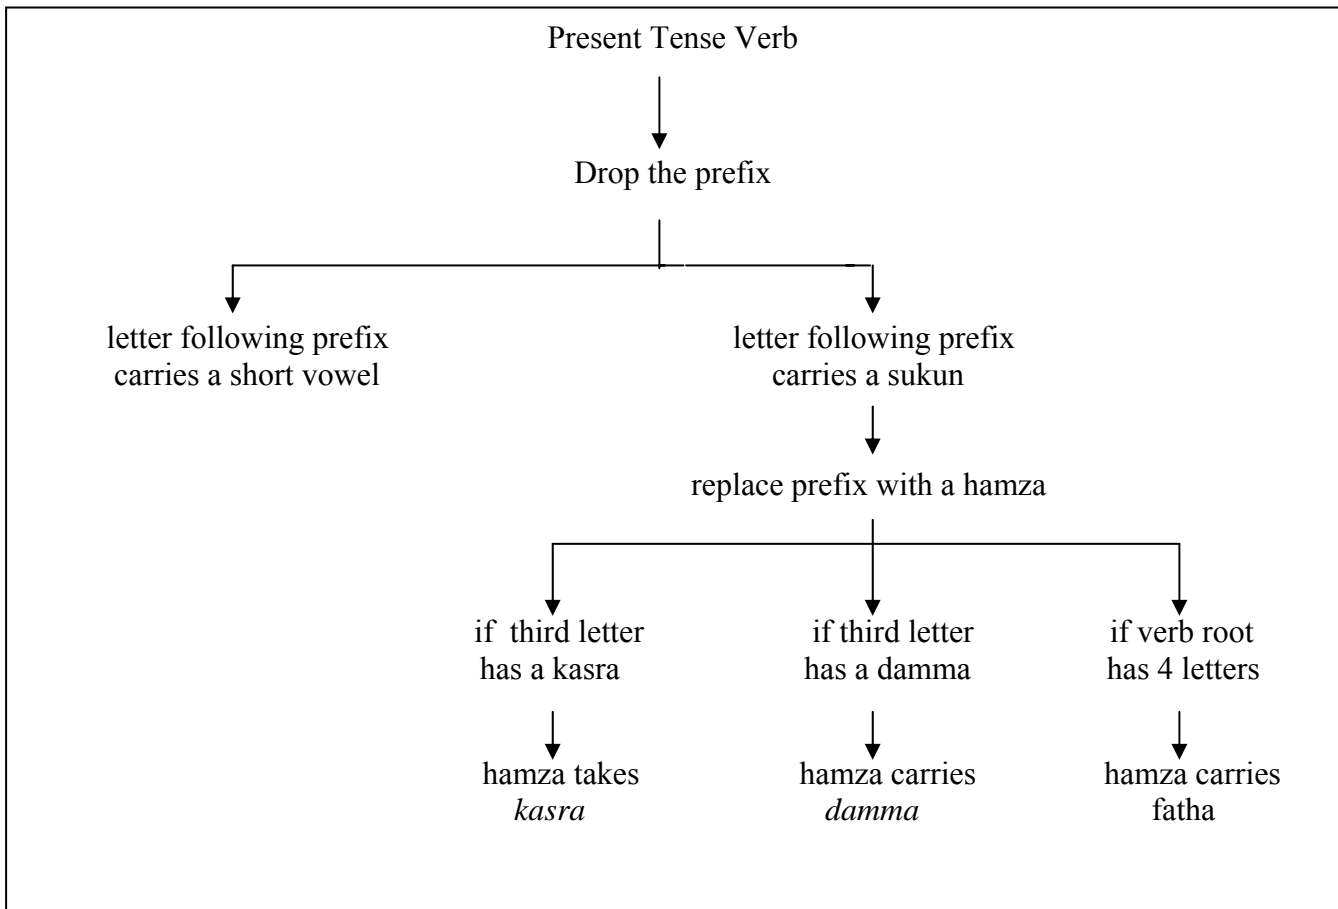 Present Tense Verb
Drop the prefix
letter following prefix
carries a short vowel
letter following prefix
carries a sukun
replace prefix with a hamza
if  third letter
has a kasra
if third letter
has a damma
if verb root
has 4 letters
hamza takes
kasra
hamza carries
damma
hamza carries
fatha